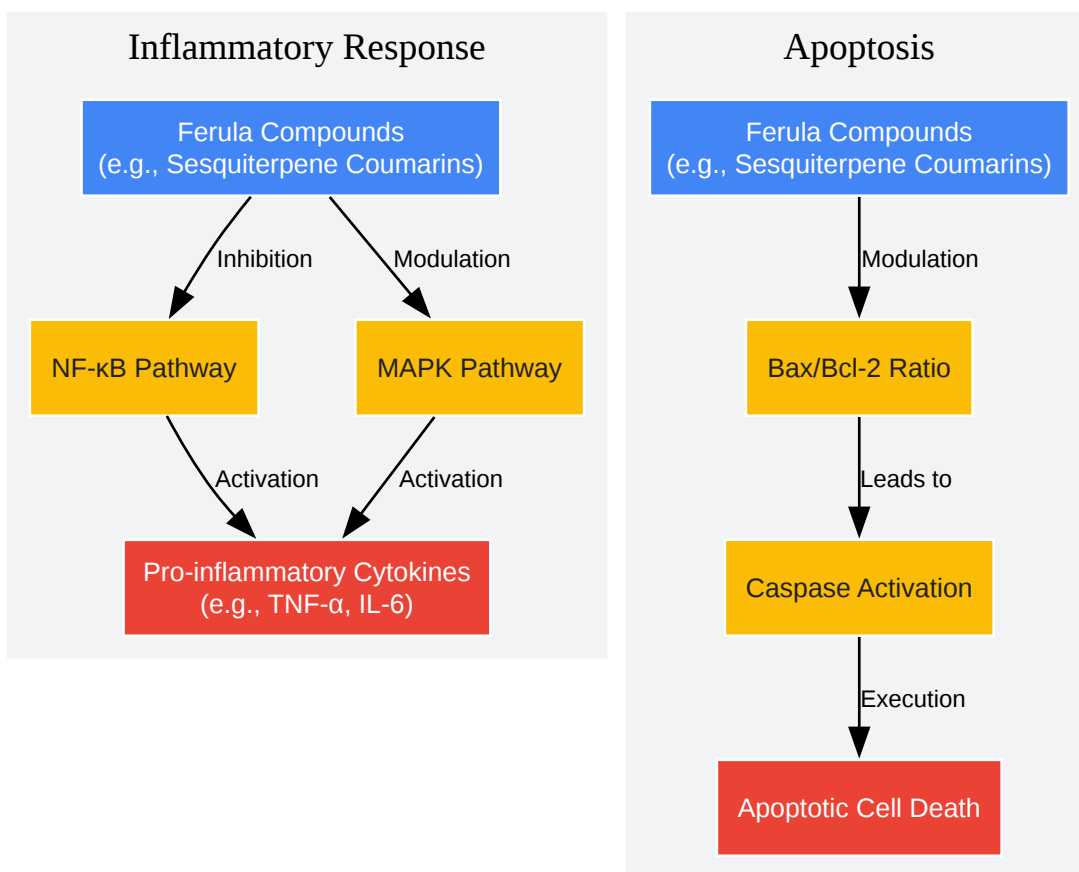 Inflammatory Response
Ferula Compounds
(e.g., Sesquiterpene Coumarins)
Inhibition
Modulation
NF-κB Pathway
MAPK Pathway
Activation
Activation
Pro-inflammatory Cytokines
(e.g., TNF-α, IL-6)
Apoptosis
Ferula Compounds
(e.g., Sesquiterpene Coumarins)
Modulation
Bax/Bcl-2 Ratio
Leads to
Caspase Activation
Execution
Apoptotic Cell Death